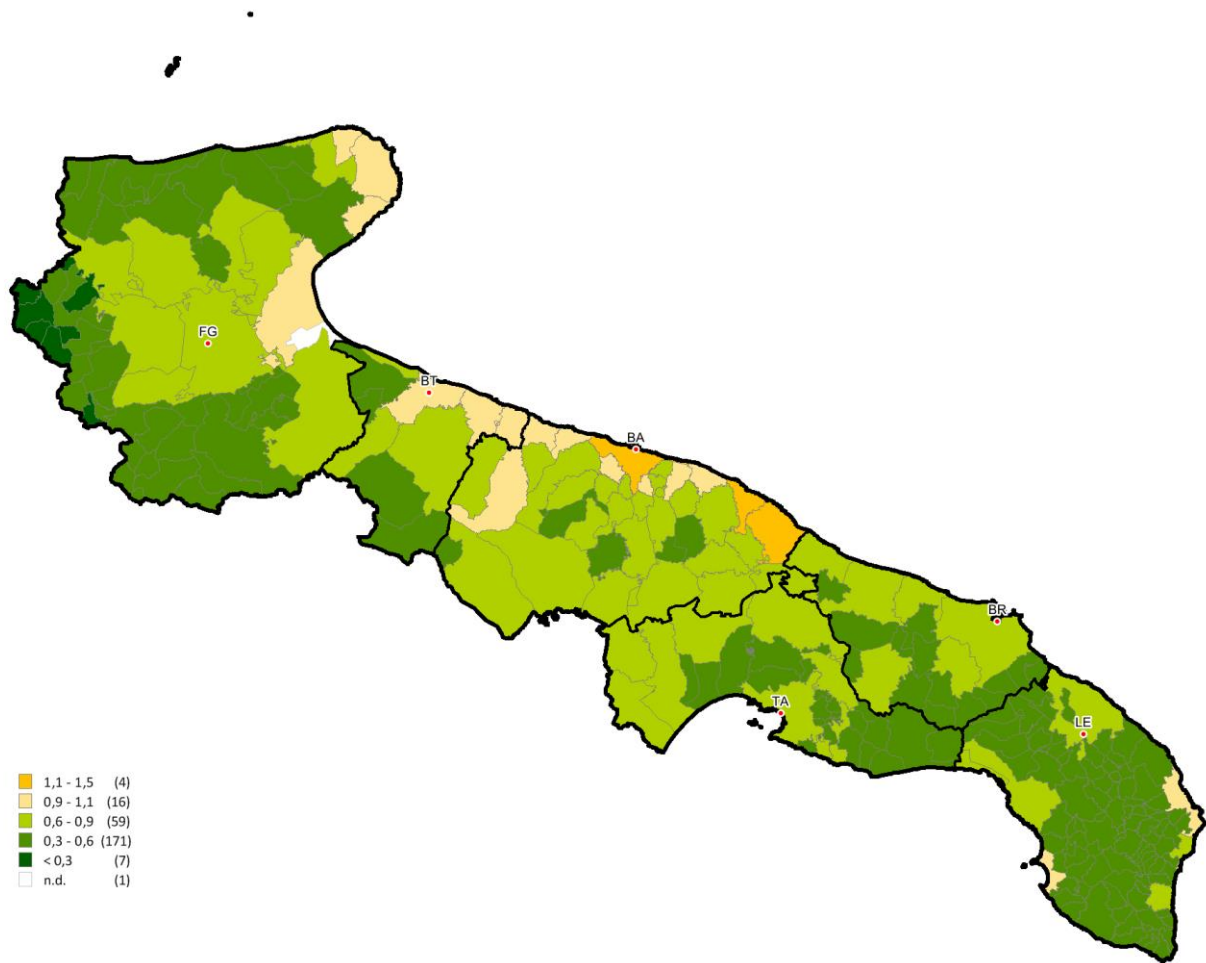 FG
BT
BA
BR
TA
LE
1,1 - 1,5 (4)
0,9 - 1,1 (16)
0,6 - 0,9 (59)
0,3 - 0,6 (171)
< 0,3 (7)
n.d. (1)